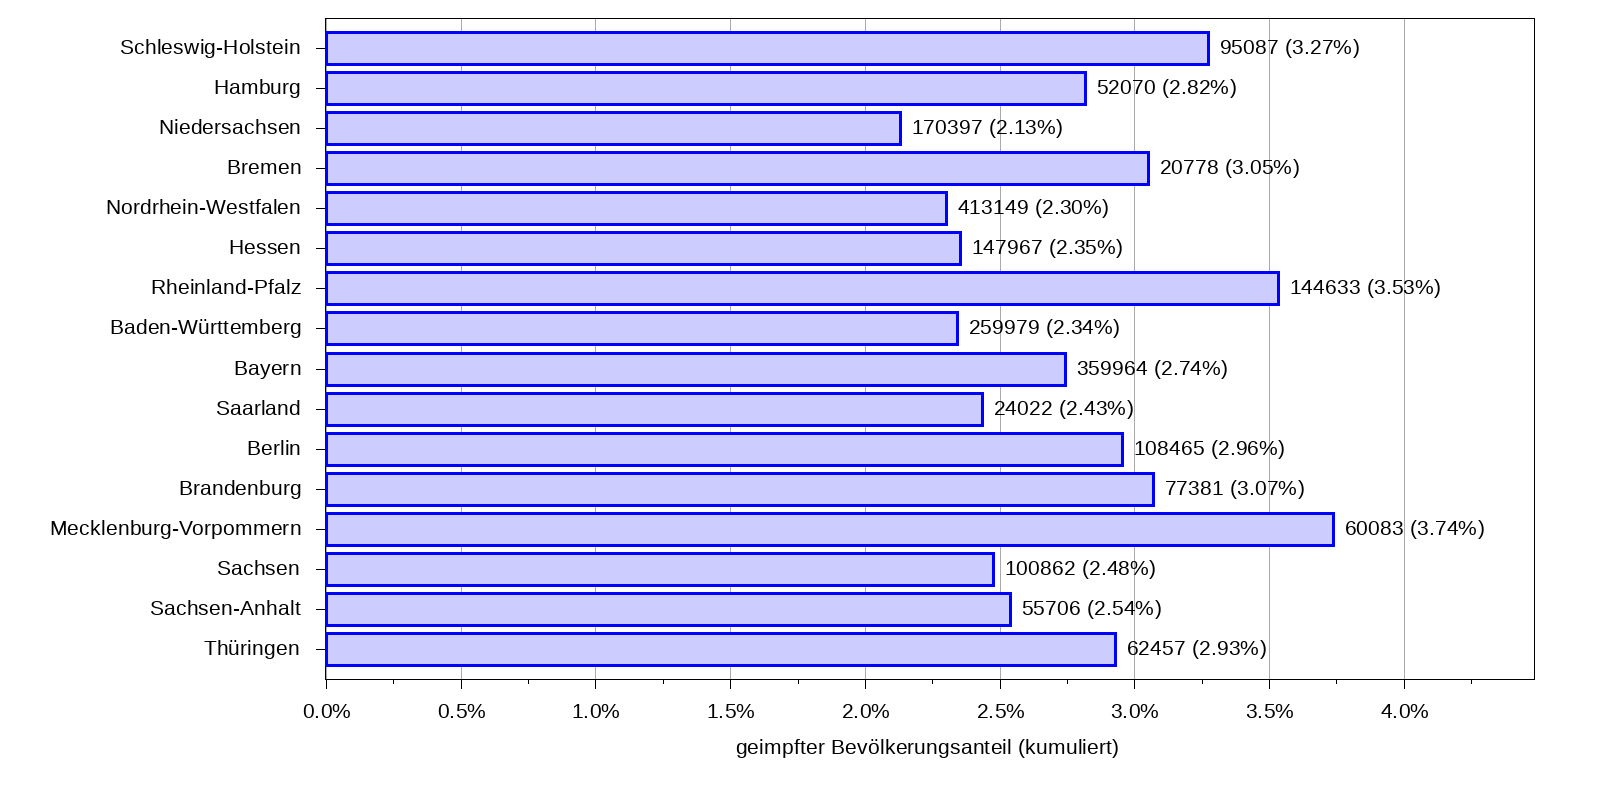 Schleswig-Holstein 95087 (3.27%)
Hamburg 52070 (2.82%)
Niedersachsen 170397 (2.13%)
Bremen 20778 (3.05%)
Nordrhein-Westfalen 413149 (2.30%)
Hessen 147967 (2.35%)
Rheinland-Pfalz 144633 (3.53%)
Baden-Württemberg 259979 (2.34%)
Bayern 359964 (2.74%)
Saarland 24022 (2.43%)
Berlin 108465 (2.96%)
Brandenburg 77381 (3.07%)
Mecklenburg-Vorpommern 60083 (3.74%)
Sachsen 100862 (2.48%)
Sachsen-Anhalt 55706 (2.54%)
Thüringen 62457 (2.93%)
0.0% 0.5% 1.0% 1.5% 2.0% 2.5% 3.0% 3.5% 4.0%
geimpfter Bevölkerungsanteil (kumuliert)